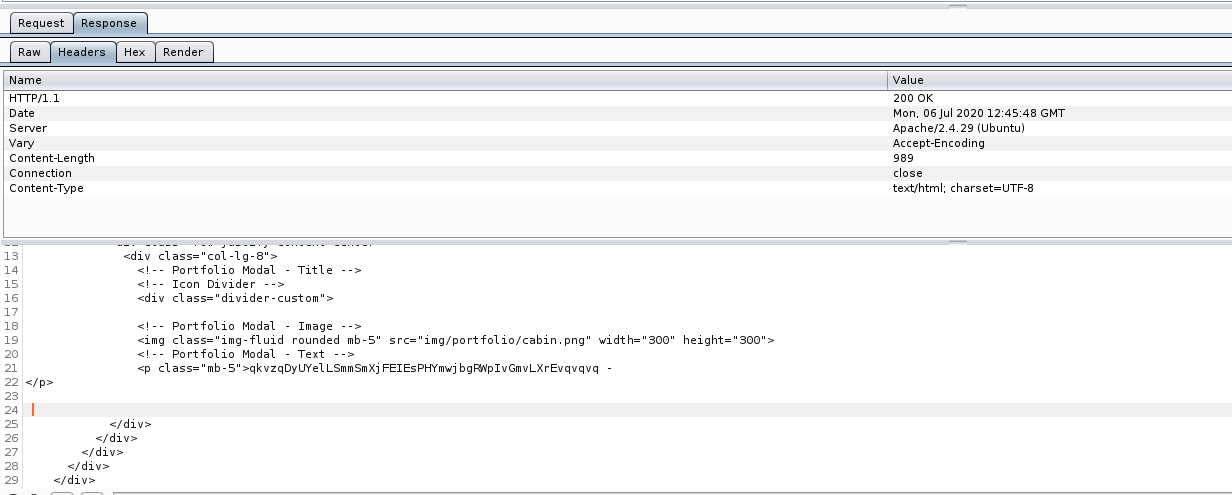 Request Response
Raw Headers Hex Render
Name Value
HTTP/1.1 200 OK
Date Mon, 06 Jul 2020 12:45:48 GMT
Server Apache/2.4.29 (Ubuntu)
Vary Accept-Encoding
Content-Length 989
Connection close
Content-Type text/html; charset=UTF-8
13 <div class="col-lg-8">
14 <!-- Portfolio Modal - Title -->
15 <!-- Icon Divider -->
16 <div class="divider-custom">
17
18 <!-- Portfolio Modal - Image -->
19 <img class="img-fluid rounded mb-5" src="img/portfolio/cabin.png" width="300" height="300">
20 <!-- Portfolio Modal - Text -->
21 <p class="mb-5">qkvzqDyUYelLSmmSmXjFEIEsPHYmwjbgRWpIvGmvLXrEvqvqvq -
22 </p>
23
24
25 </div>
26 </div>
27 </div>
28 </div>
29 </div>